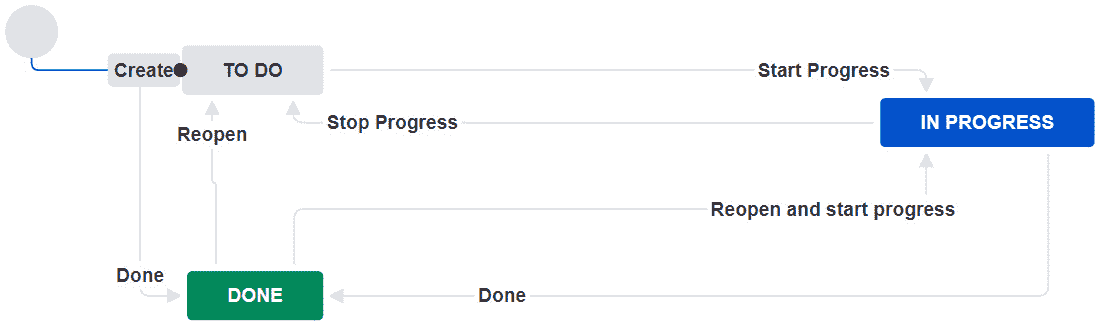 Create
TO DO
Start Progress
Stop Progress
IN PROGRESS
Reopen
Reopen and start progress
Done
DONE
Done